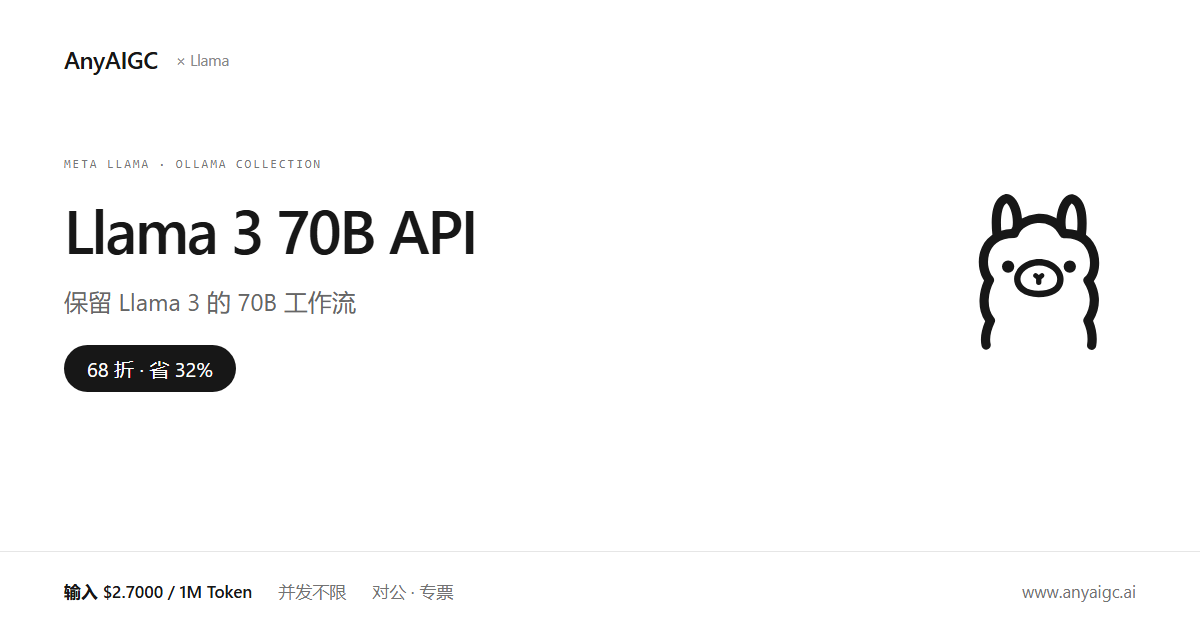 AnyAIGC × Llama
META LLAMA · OLLAMA COLLECTION
Llama 3 70B API
保留 Llama 3 的 70B 工作流
68 折 · 省 32%
输入 $2.7000 / 1M Token 并发不限 对公 · 专票 www.anyaigc.ai